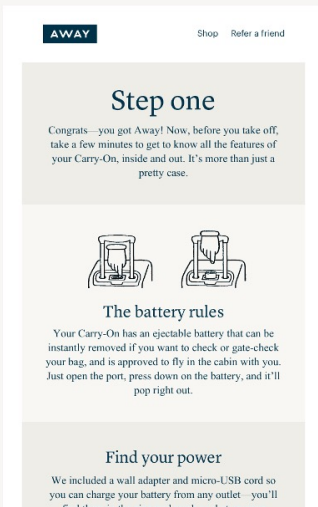 AWAY
Shop Refer a friend
Step one
Congrats—you got Away! Now, before you take off,
take a few minutes to get to know all the features of
your Carry-On, inside and out. It’s more than just a
pretty case.
The battery rules
Your Carry-On has an ejectable battery that can be
instantly removed if you want to check or gate-check
your bag, and is approved to fly in the cabin with you.
Just open the port, press down on the battery, and it’ll
pop right out.
Find your power
We included a wall adapter and micro-USB cord so
you can charge your battery from any outlet—you’ll